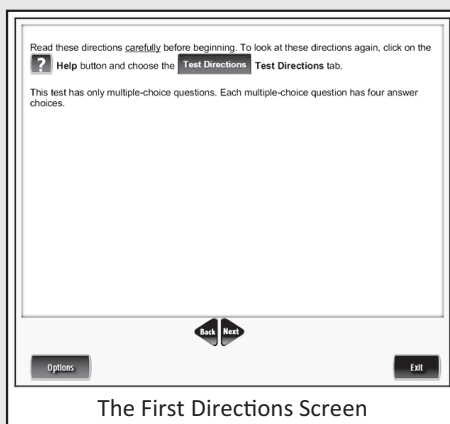 Read these directions carefully before beginning. To look at these directions again, click on the
? Help button and choose the Test Directions Test Directions tab.
This test has only multiple-choice questions. Each multiple-choice question has four answer
choices.
Back Next
Options Exit
The First Directions Screen